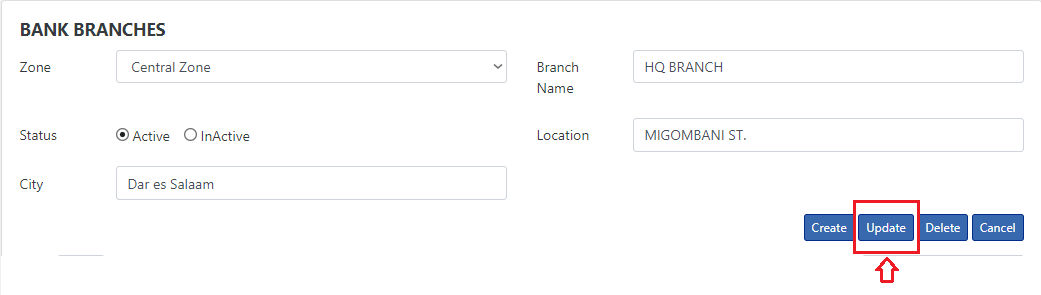 BANK BRANCHES
Zone
Central Zone
Branch
Name
HQ BRANCH
Status
Active
InActive
Location
MIGOMBANI ST.
City
Dar es Salaam
Create
Update
Delete
Cancel